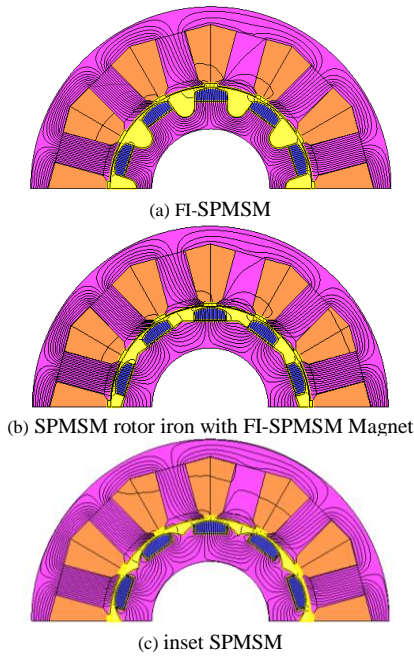 (a) FI-SPMSM
(b) SPMSM rotor iron with FI-SPMSM Magnet
(c) inset SPMSM